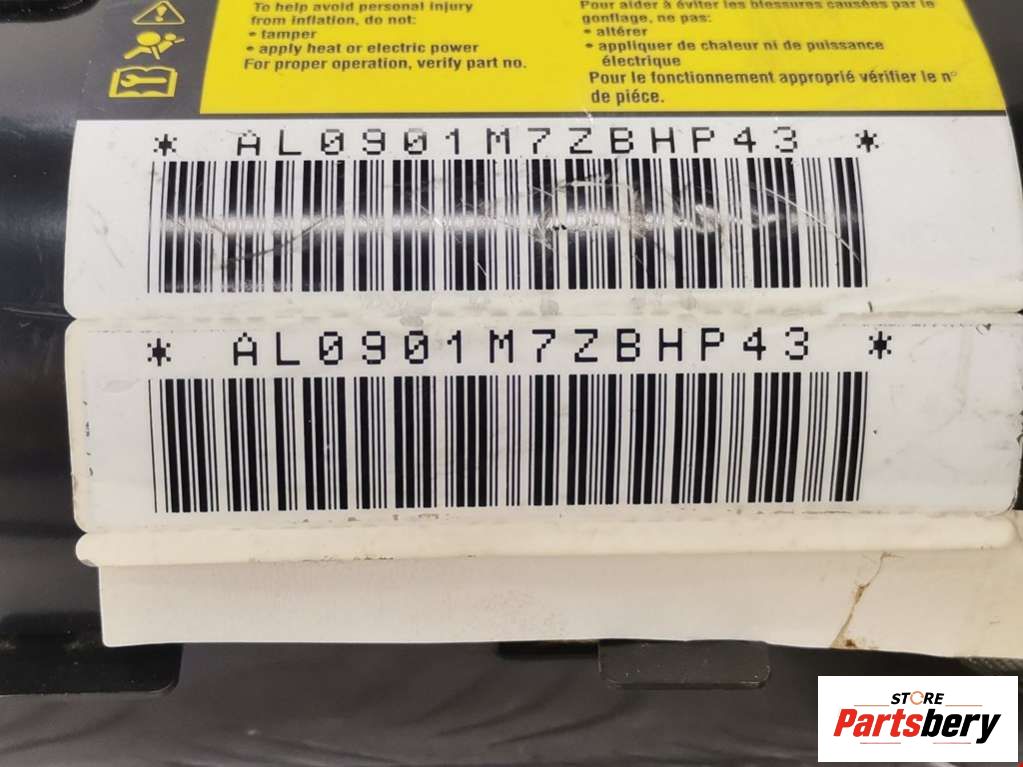 To help avoid personal injury
from inflation, do not:
• tamper
• apply heat or electric power
For proper operation, verify part no.
Pour aider à éviter les blessures causées par le
gonflage, ne pas:
• altérer
• appliquer de chaleur ni de puissance
électrique
Pour le fonctionnement approprié vérifier le n°
de piéce.
* AL0901M7ZBHP43 *
* AL0901M7ZBHP43 *
STORE
Partsbery